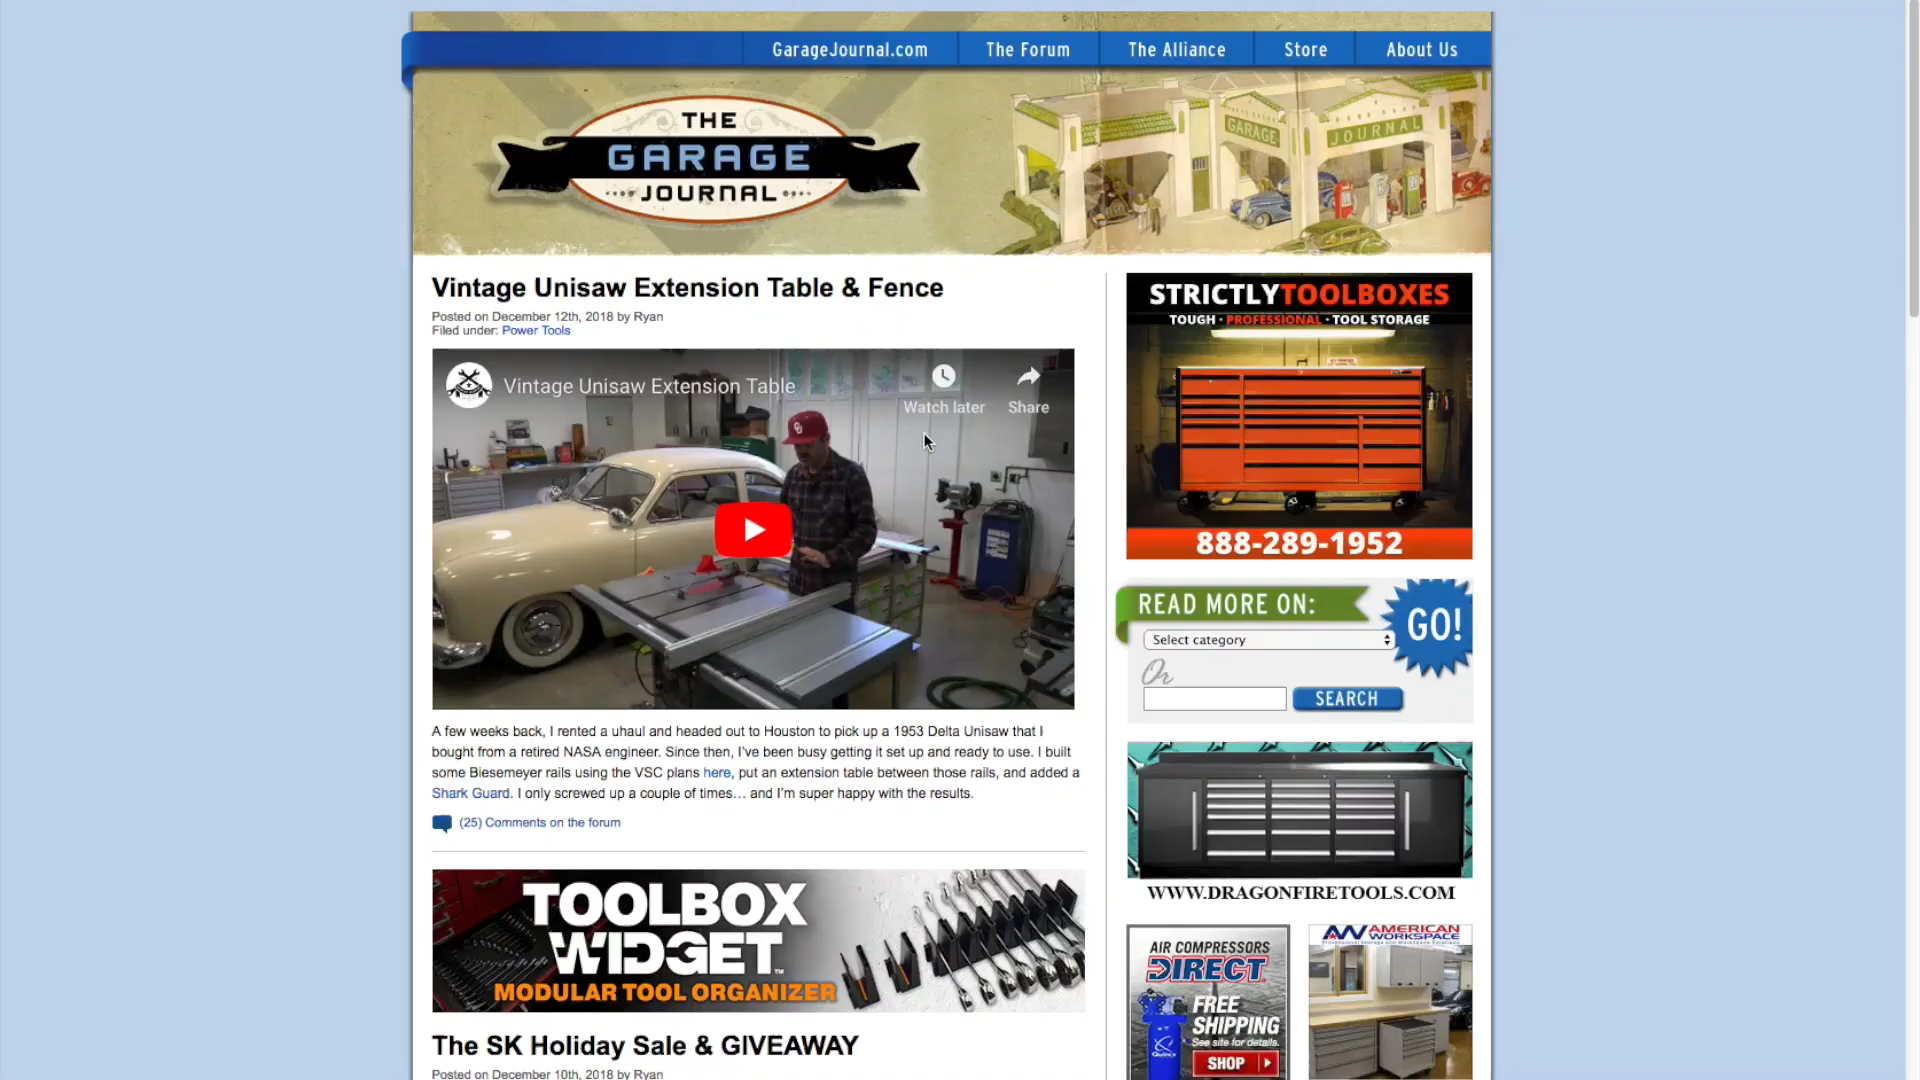 GarageJournal.com
The Forum
The Alliance
Store
About Us
THE
GARAGE
JOURNAL
GARAGE
JOURNAL
Vintage Unisaw Extension Table & Fence
Posted on December 12th, 2018 by Ryan
Filed under: Power Tools
Vintage Unisaw Extension Table
Watch later
Share
OU
A few weeks back, I rented a uhaul and headed out to Houston to pick up a 1953 Delta Unisaw that I
bought from a retired NASA engineer. Since then, I've been busy getting it set up and ready to use. I built
some Biesemeyer rails using the VSC plans here, put an extension table between those rails, and added a
Shark Guard. I only screwed up a couple of times… and I'm super happy with the results.
(25) Comments on the forum
TOOLBOX
WIDGET™
MODULAR TOOL ORGANIZER
The SK Holiday Sale & GIVEAWAY
Posted on December 10th, 2018 by Ryan
STRICTLYTOOLBOXES
TOUGH · PROFESSIONAL · TOOL STORAGE
888-289-1952
READ MORE ON:
GO!
Select category
Or
SEARCH
WWW.DRAGONFIRETOOLS.COM
AIR COMPRESSORS
DIRECT
FREE
SHIPPING
See site for details.
SHOP
Quincy
AW AMERICAN
WORKSPACE